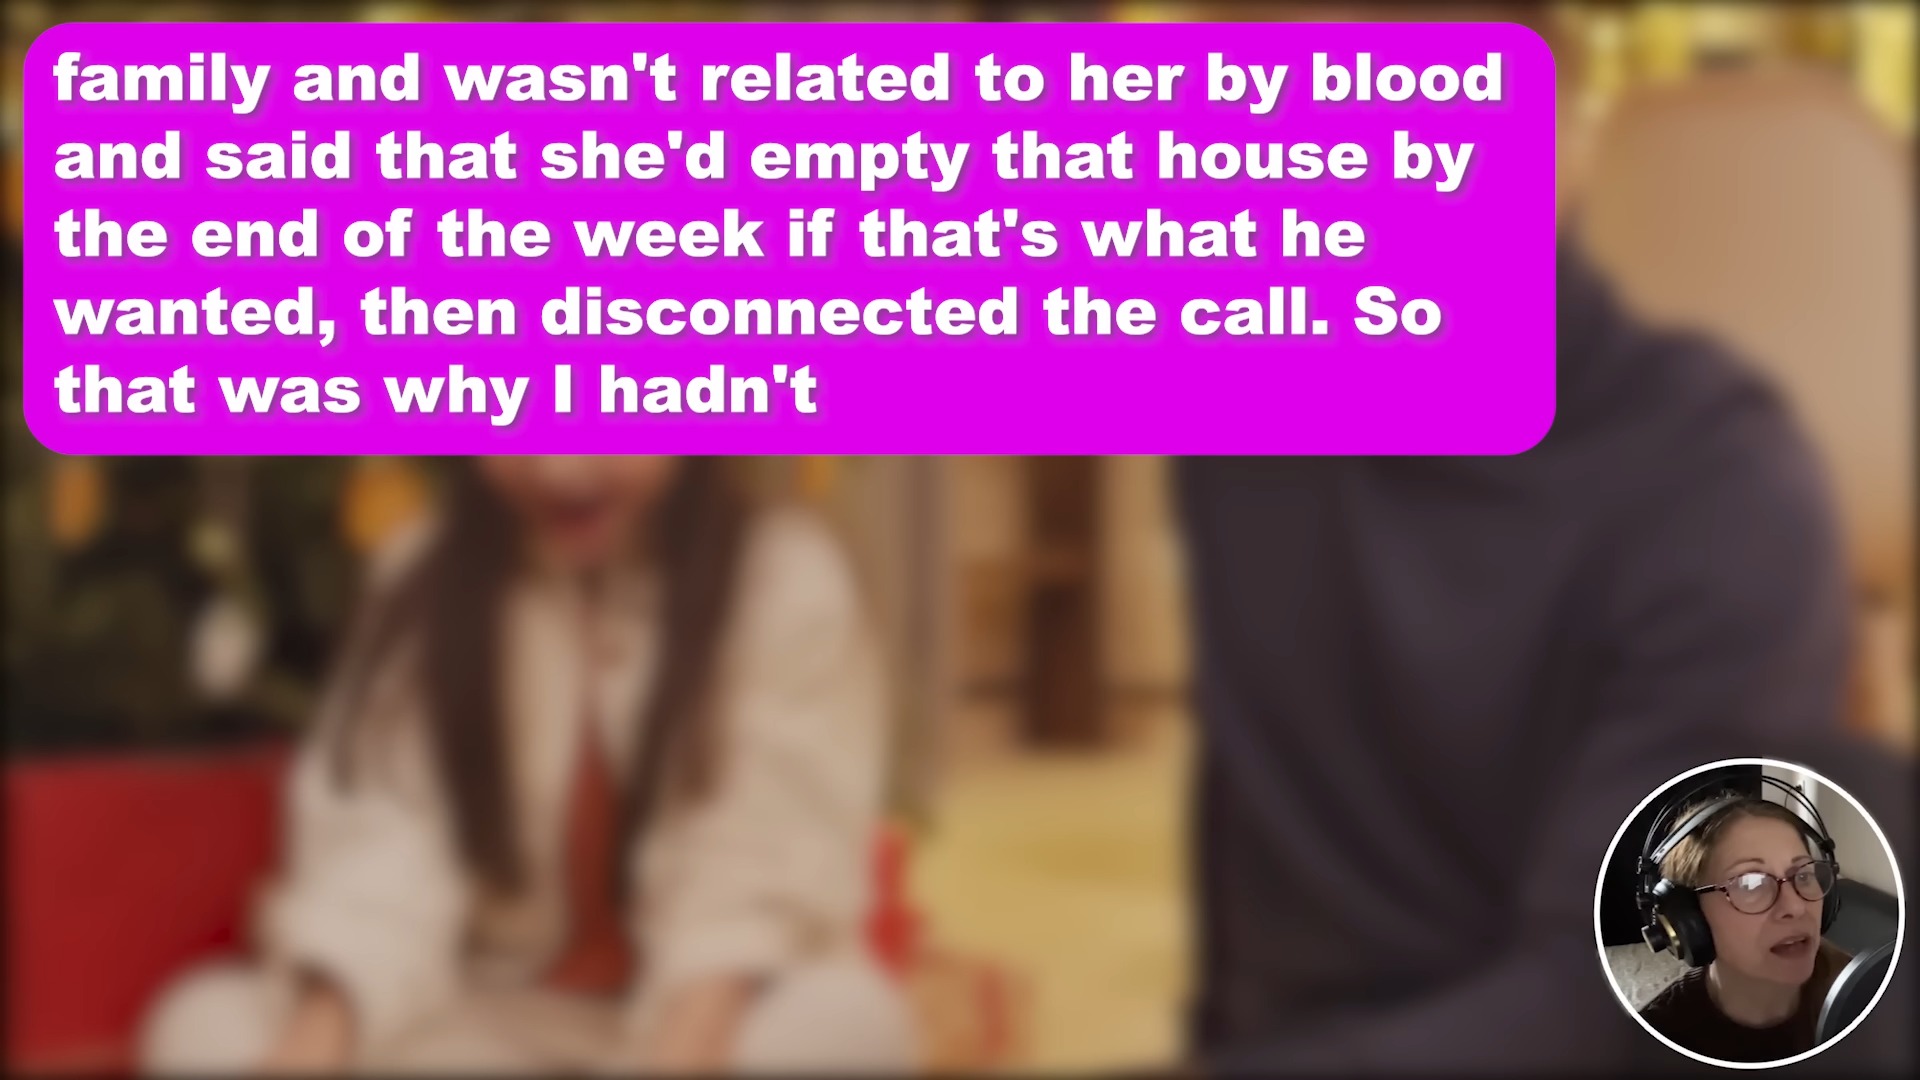 family and wasn't related to her by blood
and said that she'd empty that house by
the end of the week if that's what he
wanted, then disconnected the call. So
that was why I hadn't